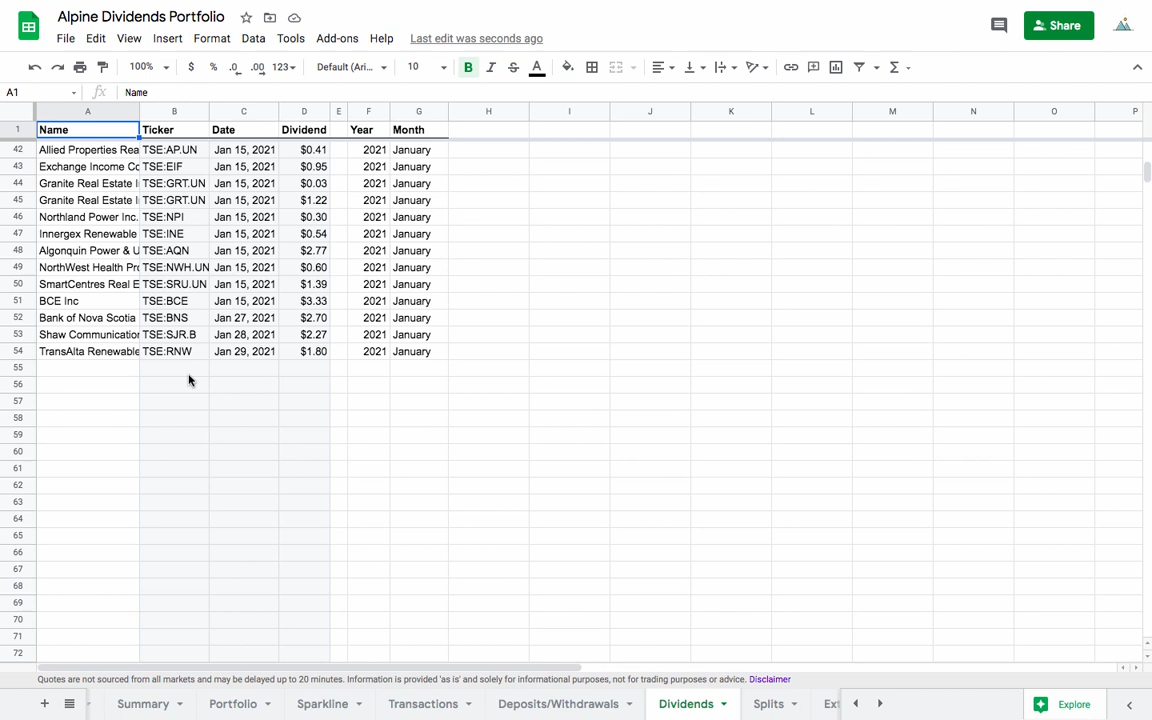 Alpine Dividends Portfolio
File Edit View Insert Format Data Tools Add-ons Help Last edit was seconds ago
Share
100% $ % .0 .00 123 Default (Ari... 10 B I S A
A1 fx Name
A B C D E F G H I J K L M N O P
1 Name Ticker Date Dividend Year Month
42 Allied Properties Rea TSE:AP.UN Jan 15, 2021 $0.41 2021 January
43 Exchange Income Co TSE:EIF Jan 15, 2021 $0.95 2021 January
44 Granite Real Estate I TSE:GRT.UN Jan 15, 2021 $0.03 2021 January
45 Granite Real Estate I TSE:GRT.UN Jan 15, 2021 $1.22 2021 January
46 Northland Power Inc. TSE:NPI Jan 15, 2021 $0.30 2021 January
47 Innergex Renewable TSE:INE Jan 15, 2021 $0.54 2021 January
48 Algonquin Power & U TSE:AQN Jan 15, 2021 $2.77 2021 January
49 NorthWest Health Pro TSE:NWH.UN Jan 15, 2021 $0.60 2021 January
50 SmartCentres Real E TSE:SRU.UN Jan 15, 2021 $1.39 2021 January
51 BCE Inc TSE:BCE Jan 15, 2021 $3.33 2021 January
52 Bank of Nova Scotia TSE:BNS Jan 27, 2021 $2.70 2021 January
53 Shaw Communication TSE:SJR.B Jan 28, 2021 $2.27 2021 January
54 TransAlta Renewable TSE:RNW Jan 29, 2021 $1.80 2021 January
55
56
57
58
59
60
61
62
63
64
65
66
67
68
69
70
71
72
Quotes are not sourced from all markets and may be delayed up to 20 minutes. Information is provided 'as is' and solely for informational purposes, not for trading purposes or advice. Disclaimer
Summary Portfolio Sparkline Transactions Deposits/Withdrawals Dividends Splits Ext Explore